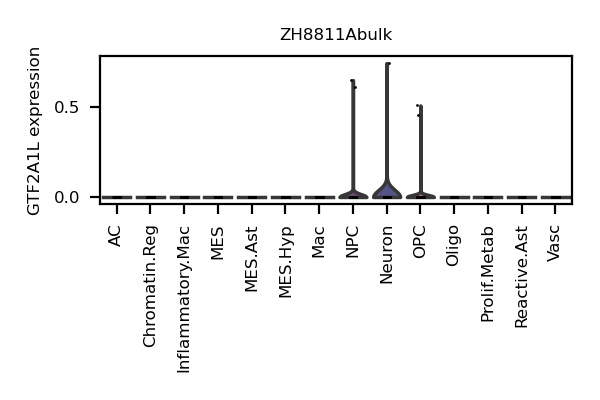 ZH8811Abulk
GTF2A1L expression
0.5
0.0
AC
Chromatin.Reg
Inflammatory.Mac
MES
MES.Ast
MES.Hyp
Mac
NPC
Neuron
OPC
Oligo
Prolif.Metab
Reactive.Ast
Vasc